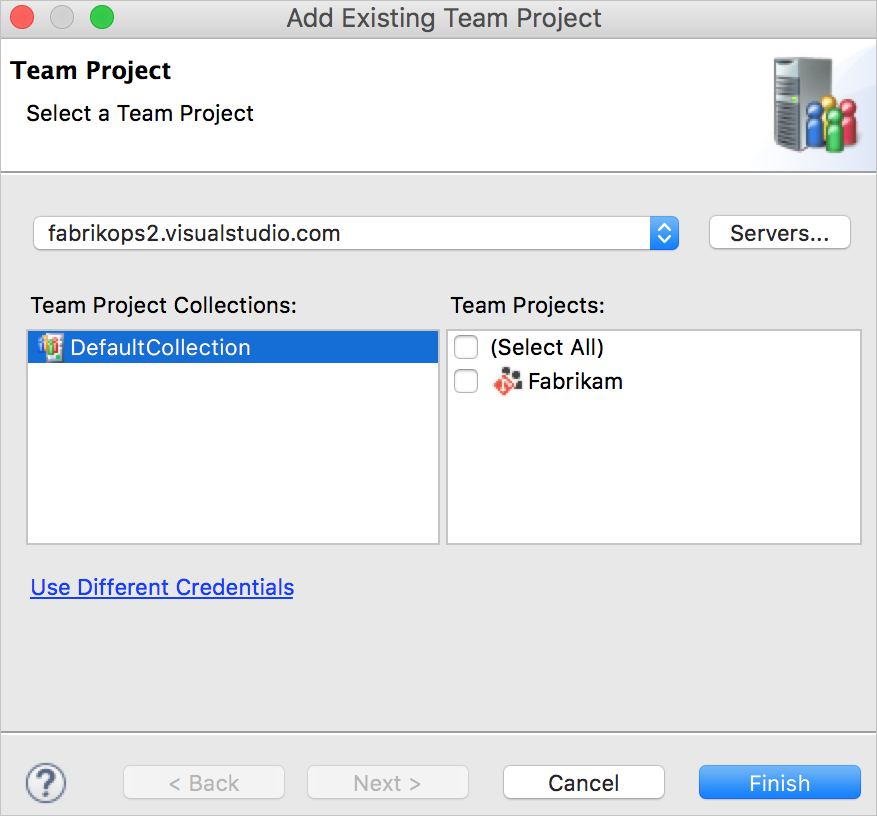 Add Existing Team Project
Team Project
Select a Team Project
fabrikops2.visualstudio.com
Servers...
Team Project Collections:
Team Projects:
DefaultCollection
(Select All)
Fabrikam
Use Different Credentials
?
< Back
Next >
Cancel
Finish